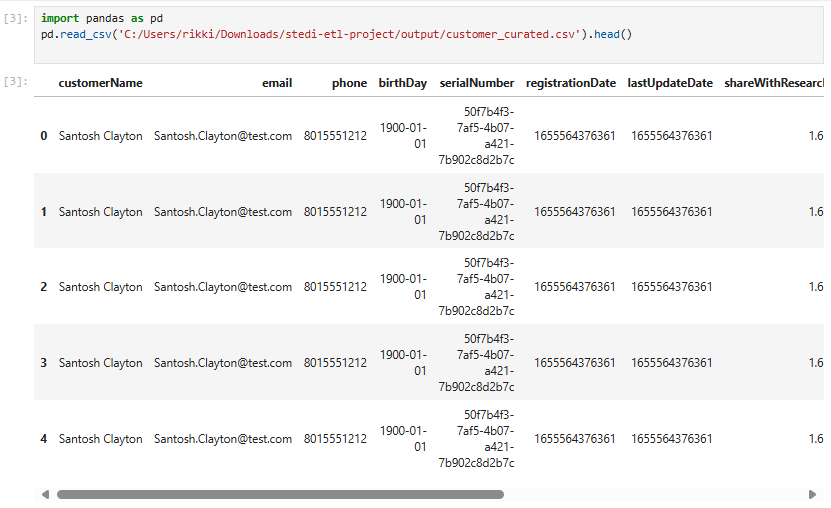 [3]: import pandas as pd
pd.read_csv('C:/Users/rikki/Downloads/stedi-etl-project/output/customer_curated.csv').head()
[3]: customerName email phone birthDay serialNumber registrationDate lastUpdateDate shareWithResearc
0 Santosh Clayton Santosh.Clayton@test.com 8015551212 1900-01-01 50f7b4f3-7af5-4b07-a421-7b902c8d2b7c 1655564376361 1655564376361 1.6
1 Santosh Clayton Santosh.Clayton@test.com 8015551212 1900-01-01 50f7b4f3-7af5-4b07-a421-7b902c8d2b7c 1655564376361 1655564376361 1.6
2 Santosh Clayton Santosh.Clayton@test.com 8015551212 1900-01-01 50f7b4f3-7af5-4b07-a421-7b902c8d2b7c 1655564376361 1655564376361 1.6
3 Santosh Clayton Santosh.Clayton@test.com 8015551212 1900-01-01 50f7b4f3-7af5-4b07-a421-7b902c8d2b7c 1655564376361 1655564376361 1.6
4 Santosh Clayton Santosh.Clayton@test.com 8015551212 1900-01-01 50f7b4f3-7af5-4b07-a421-7b902c8d2b7c 1655564376361 1655564376361 1.6